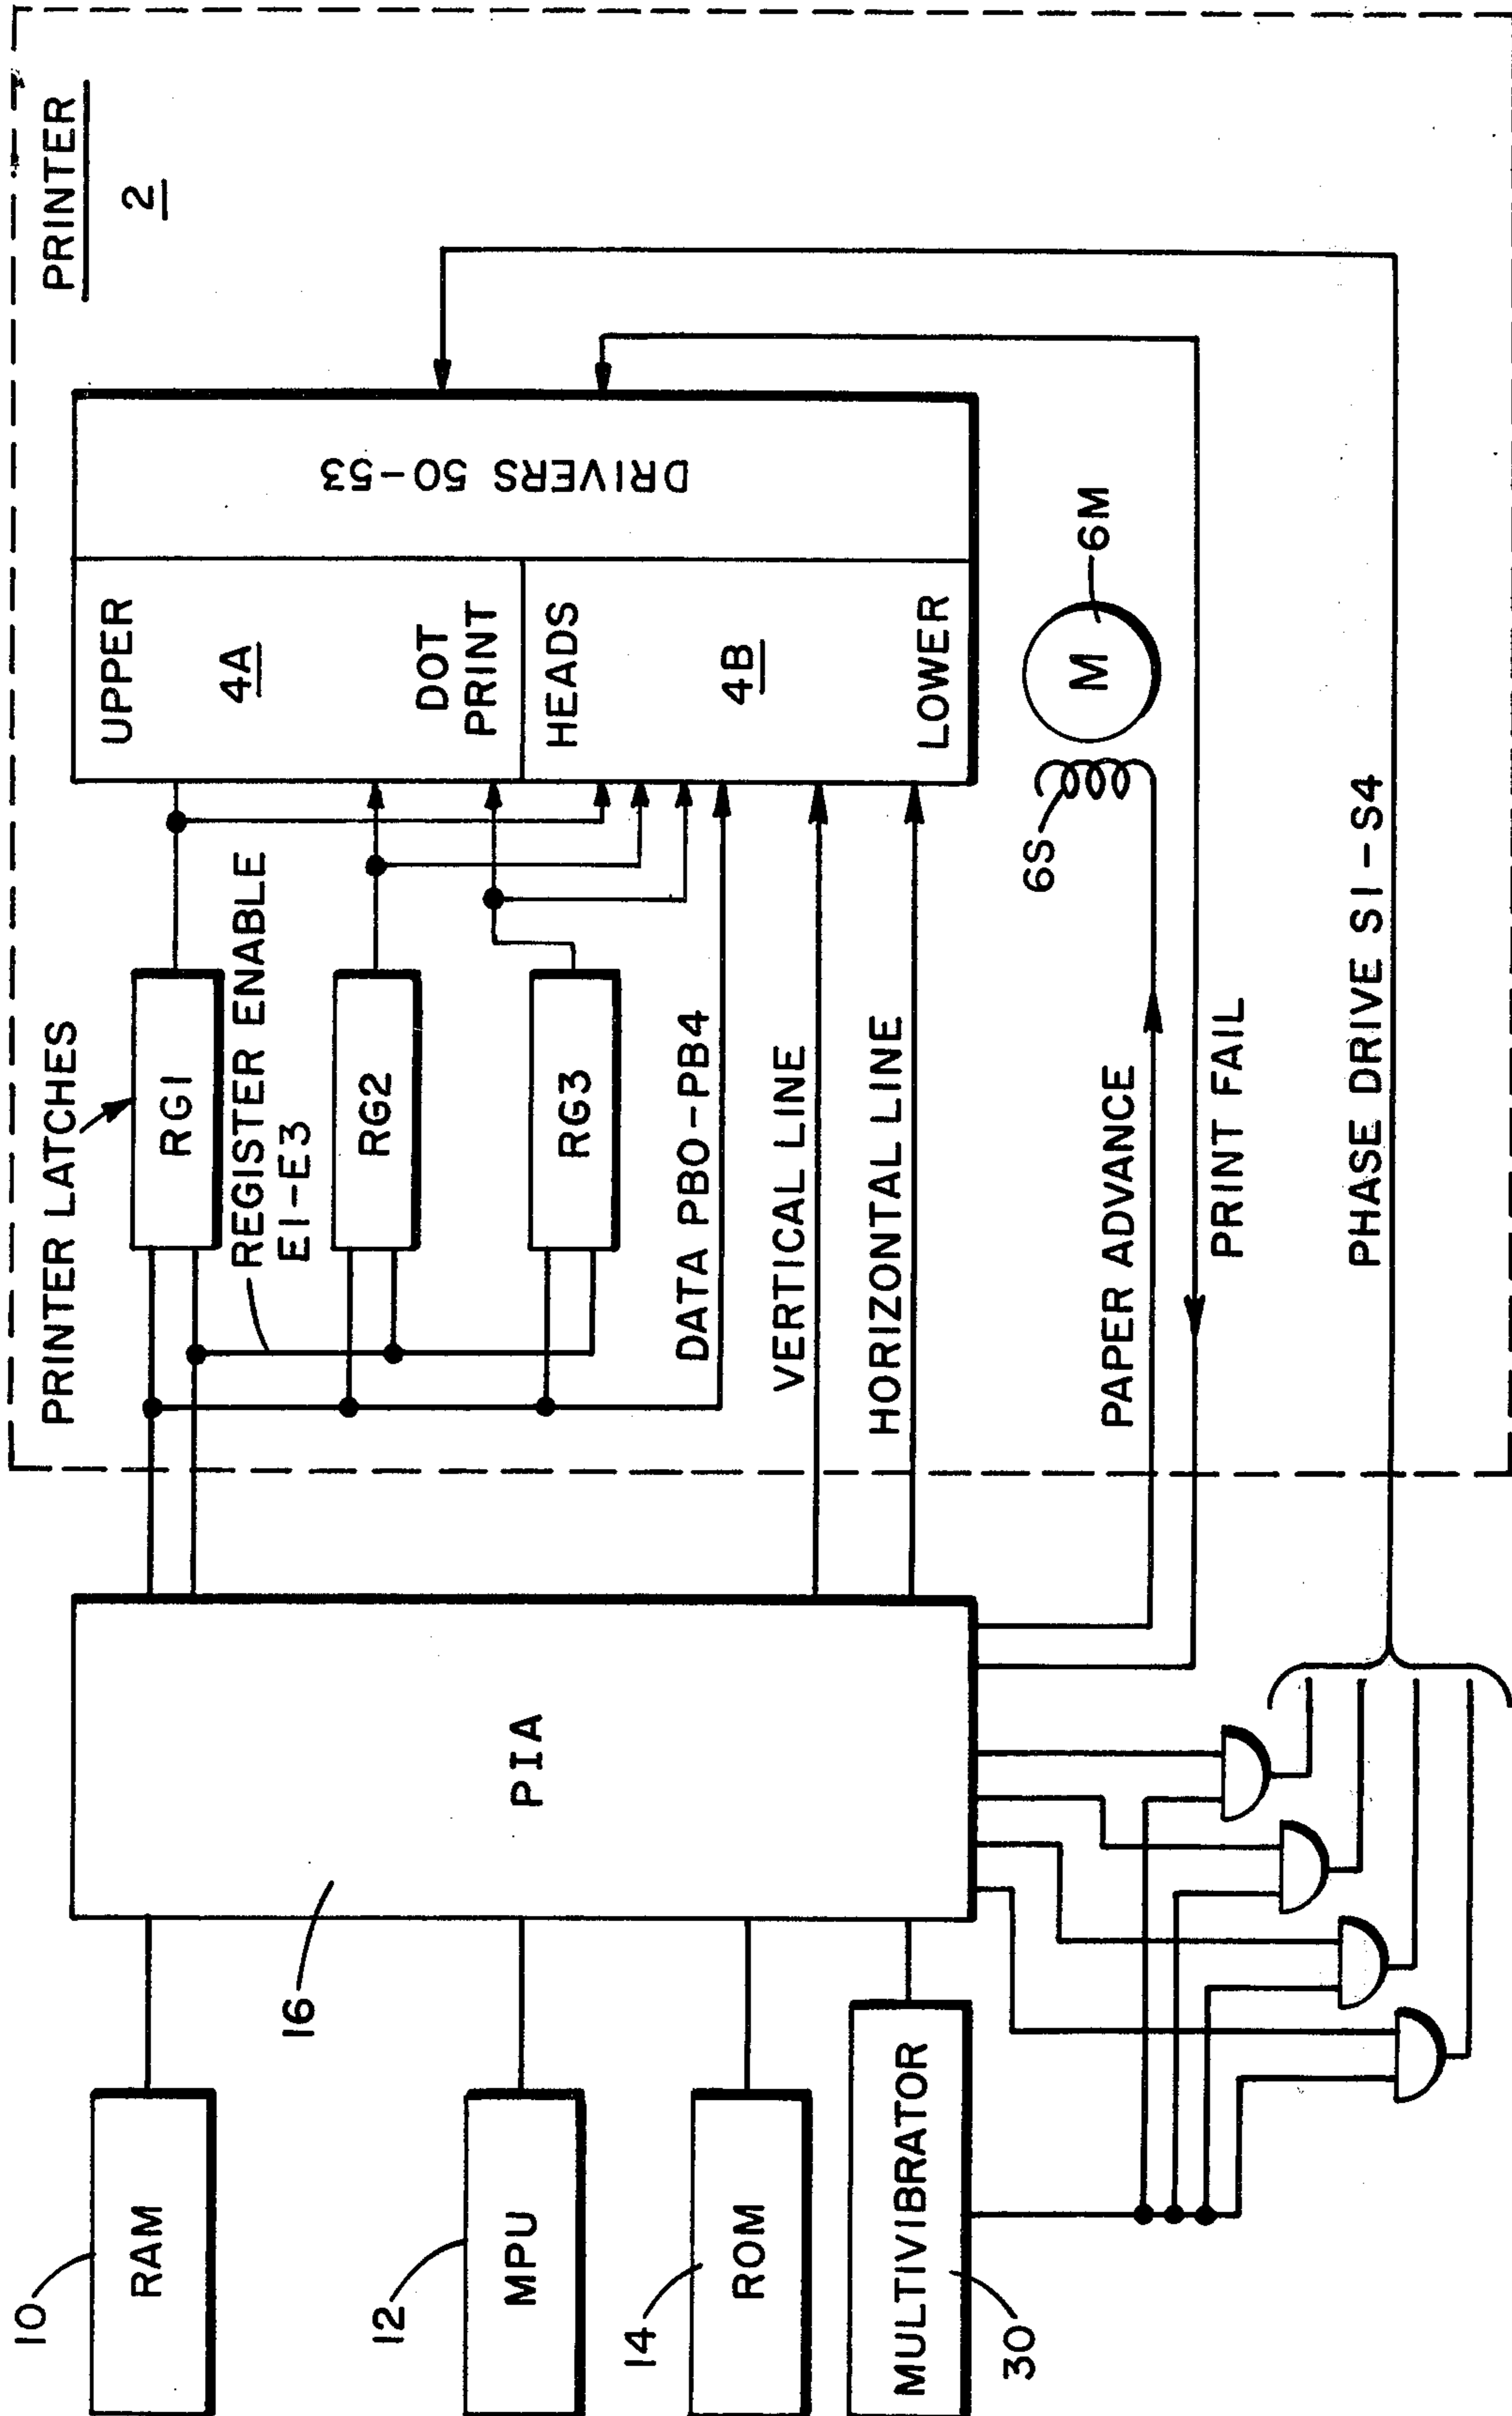 PRINTER
2
PRINTER LATCHES
RG1
REGISTER ENABLE
E1-E3
RG2
RG3
UPPER
4A
DOT
PRINT
HEADS
4B
LOWER
DRIVERS 50-53
DATA PB0-PB4
VERTICAL LINE
HORIZONTAL LINE
6S
M
6M
PAPER ADVANCE
PRINT FAIL
PHASE DRIVE S1-S4
PIA
16
10
RAM
12
MPU
14
ROM
MULTIVIBRATOR
30